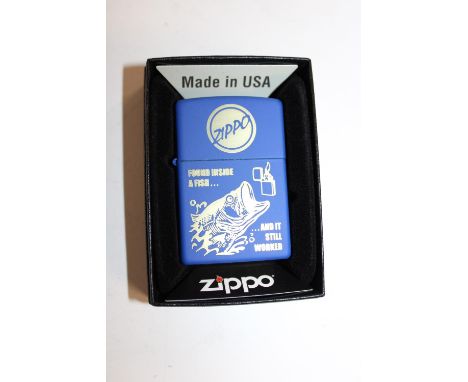 Made in USA
ZIPPO
FOUND INSIDE
A FISH...
...AND IT
STILL
WORKED
zippo